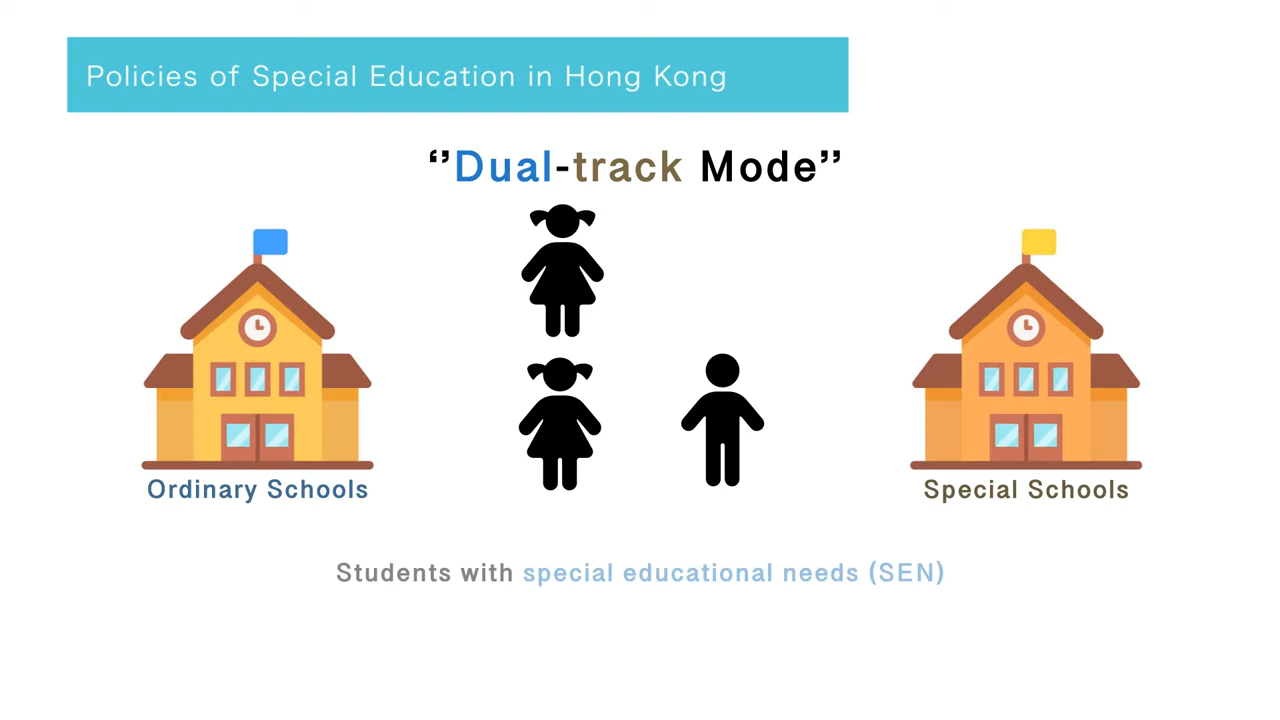 Policies of Special Education in Hong Kong
‘’Dual-track Mode’’
Ordinary Schools
Special Schools
Students with special educational needs (SEN)